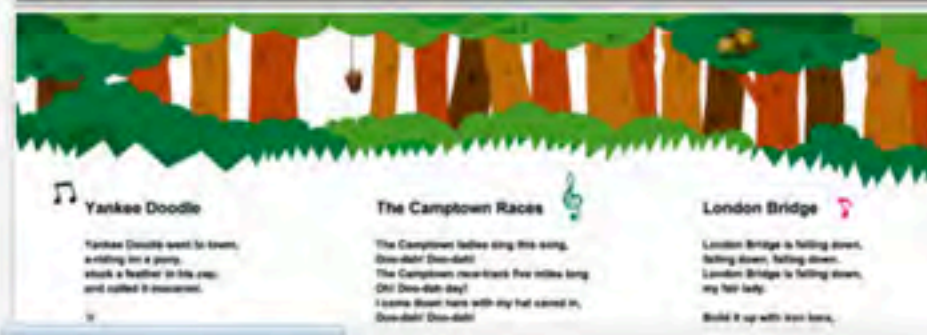 Yankee Doodle
Yankee Doodle went to town,
a-riding on a pony,
stuck a feather in his cap,
and called it macaroni.
The Camptown Races
The Camptown ladies sing this song,
Doo-dah! Doo-dah!
The Camptown race-track five miles long
Oh! Doo-dah day!
I come down here with my hat caved in,
Doo-dah! Doo-dah!
London Bridge
London Bridge is falling down,
falling down, falling down.
London Bridge is falling down,
my fair lady.
Build it up with iron bars,